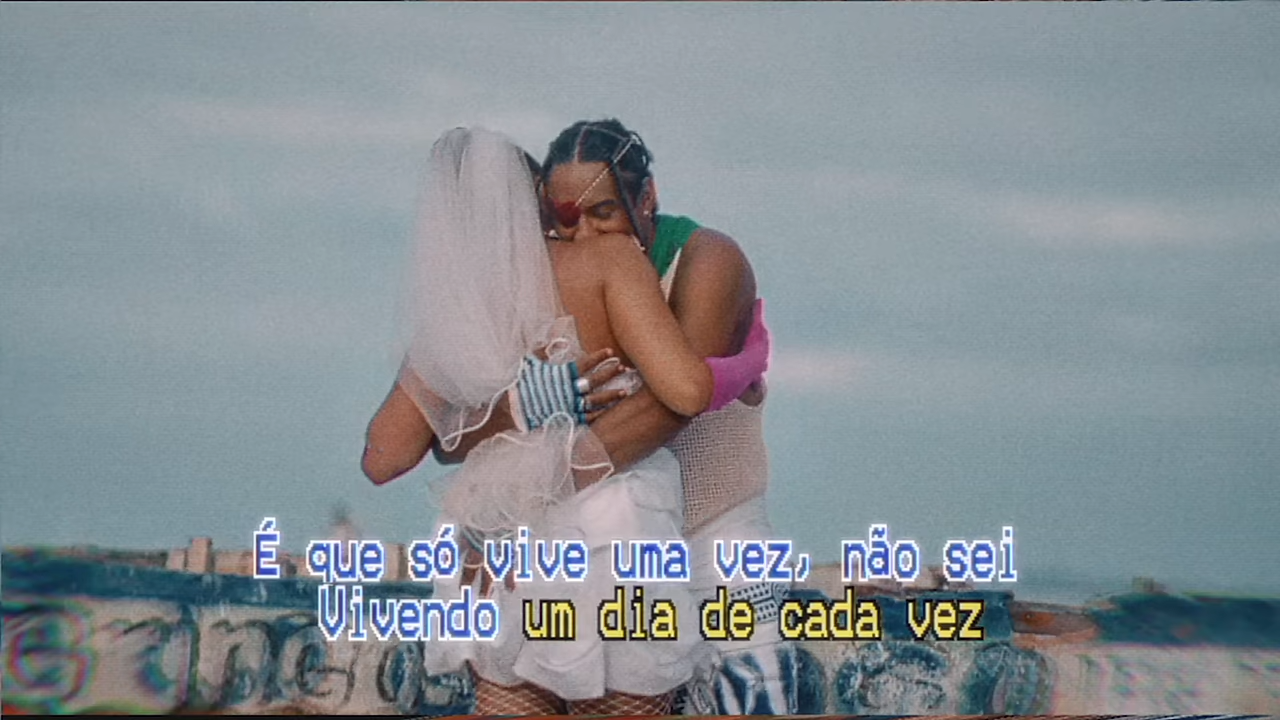 É que só vive uma vez, não sei
Vivendo um dia de cada vez